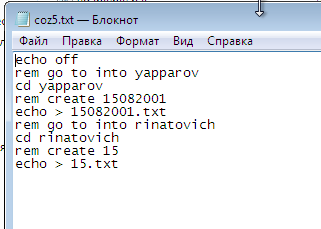 coz5.txt — Блокнот
Файл Правка Формат Вид Справка
echo off
rem go to into yapparov
cd yapparov
rem create 15082001
echo > 15082001.txt
rem go to into rinatovich
cd rinatovich
rem create 15
echo > 15.txt